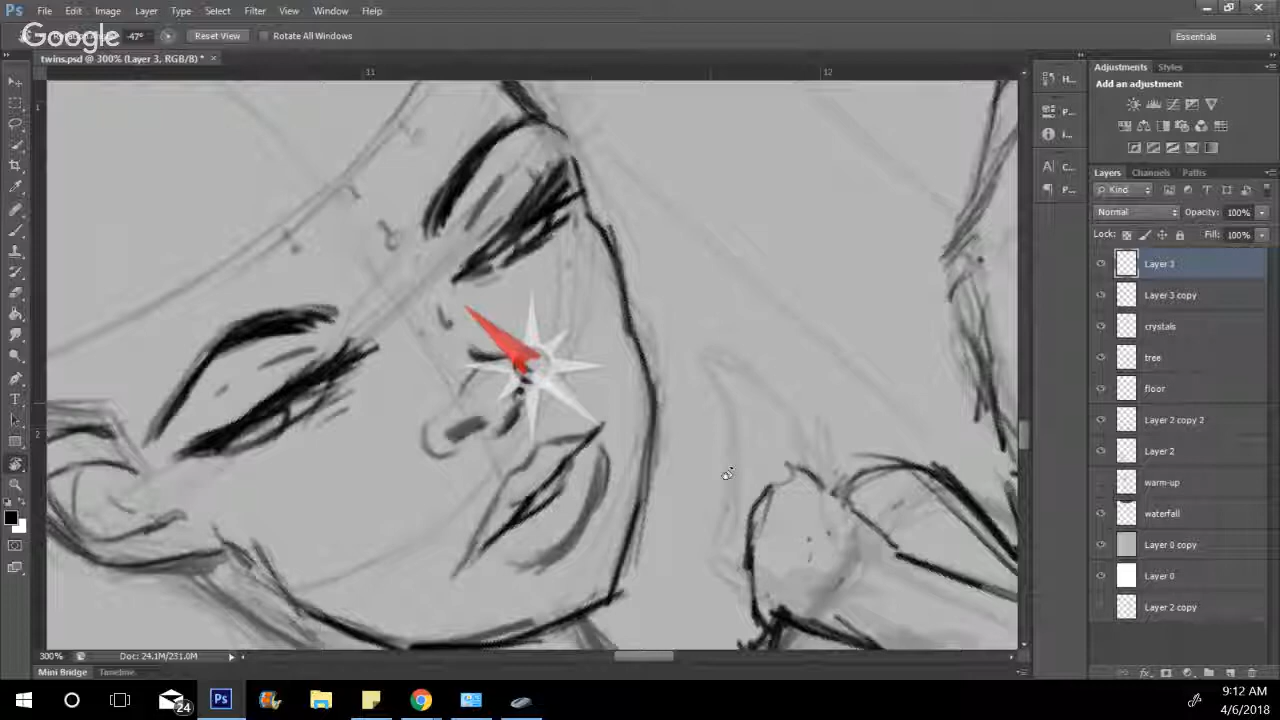 Ps File Edit Image Layer Type Select Filter View Window Help
Google
-47° Reset View Rotate All Windows Essentials
twins.psd @ 300% (Layer 3, RGB/8) *
11 12
1
2
H...
P...
i...
C...
P...
Adjustments Styles
Add an adjustment
Layers Channels Paths
Kind
Normal Opacity: 100%
Lock: Fill: 100%
Layer 3
Layer 3 copy
crystals
tree
floor
Layer 2 copy 2
Layer 2
warm-up
waterfall
Layer 0 copy
Layer 0
Layer 2 copy
300% Doc: 24.1M/231.0M
Mini Bridge Timeline
24
Ps
9:12 AM
4/6/2018